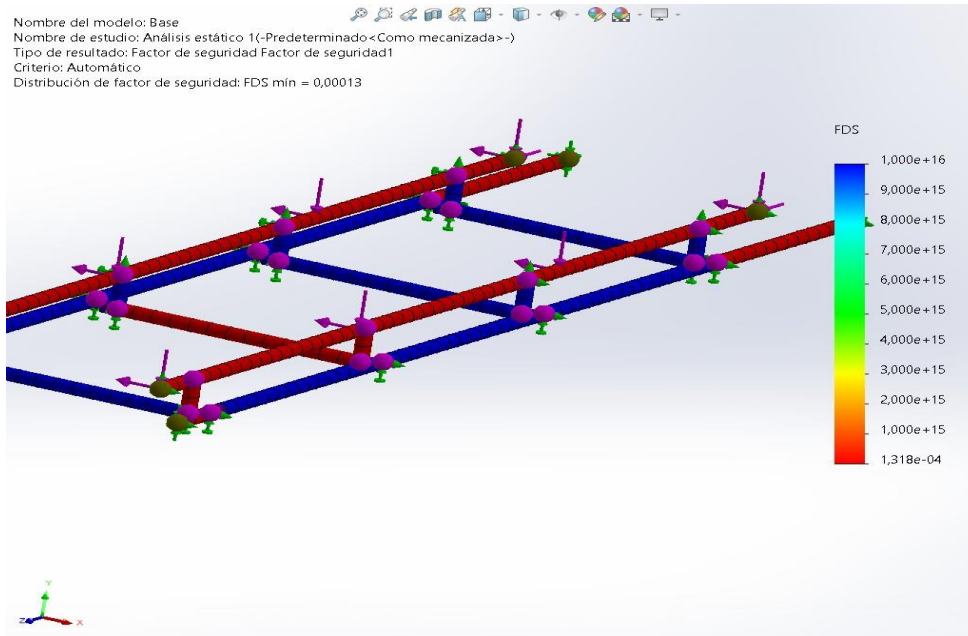 Nombre del modelo: Base
Nombre de estudio: Análisis estático 1(-Predeterminado<Como mecanizada>-)
Tipo de resultado: Factor de seguridad Factor de seguridad1
Criterio: Automático
Distribución de factor de seguridad: FDS mín = 0,00013
FDS
1,000e+16
9,000e+15
8,000e+15
7,000e+15
6,000e+15
5,000e+15
4,000e+15
3,000e+15
2,000e+15
1,000e+15
1,318e-04
Y
Z
X